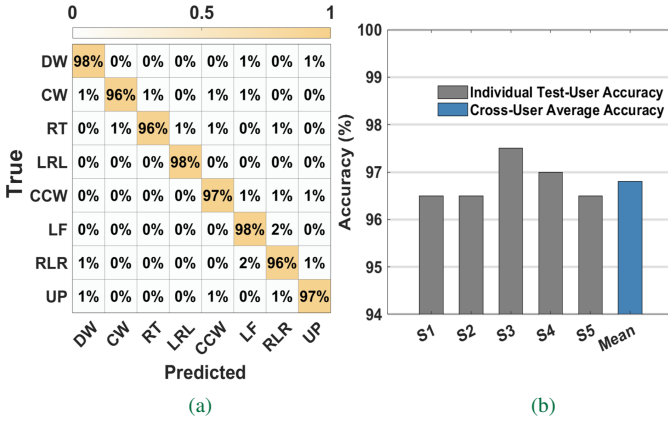 0 0.5 1
DW 98% 0% 0% 0% 0% 1% 0% 1%
CW 1% 96% 1% 0% 1% 1% 0% 0%
RT 0% 1% 96% 1% 1% 0% 1% 0%
LRL 0% 0% 0% 98% 0% 0% 0% 0%
CCW 0% 0% 0% 0% 97% 1% 1% 1%
LF 0% 0% 0% 0% 0% 98% 2% 0%
RLR 1% 0% 0% 0% 0% 2% 96% 1%
UP 1% 0% 0% 0% 1% 0% 1% 97%
True
DW CW RT LRL CCW LF RLR UP
Predicted
(a)
100
99
98
97
96
95
94
Accuracy (%)
Individual Test-User Accuracy
Cross-User Average Accuracy
S1 S2 S3 S4 S5 Mean
(b)